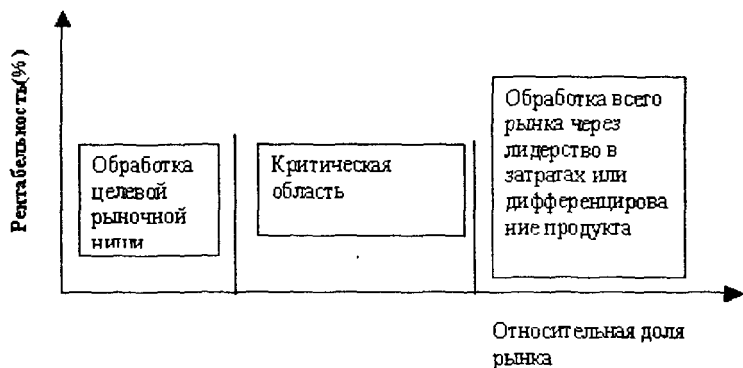 Ректабелькость(%)
Обработка
целевой
рыночной
ниши
Критическая
область
Обработка всего
рынка через
лидерство в
затратах или
дифференцирова
ние продукта
Относительная доля
рынка